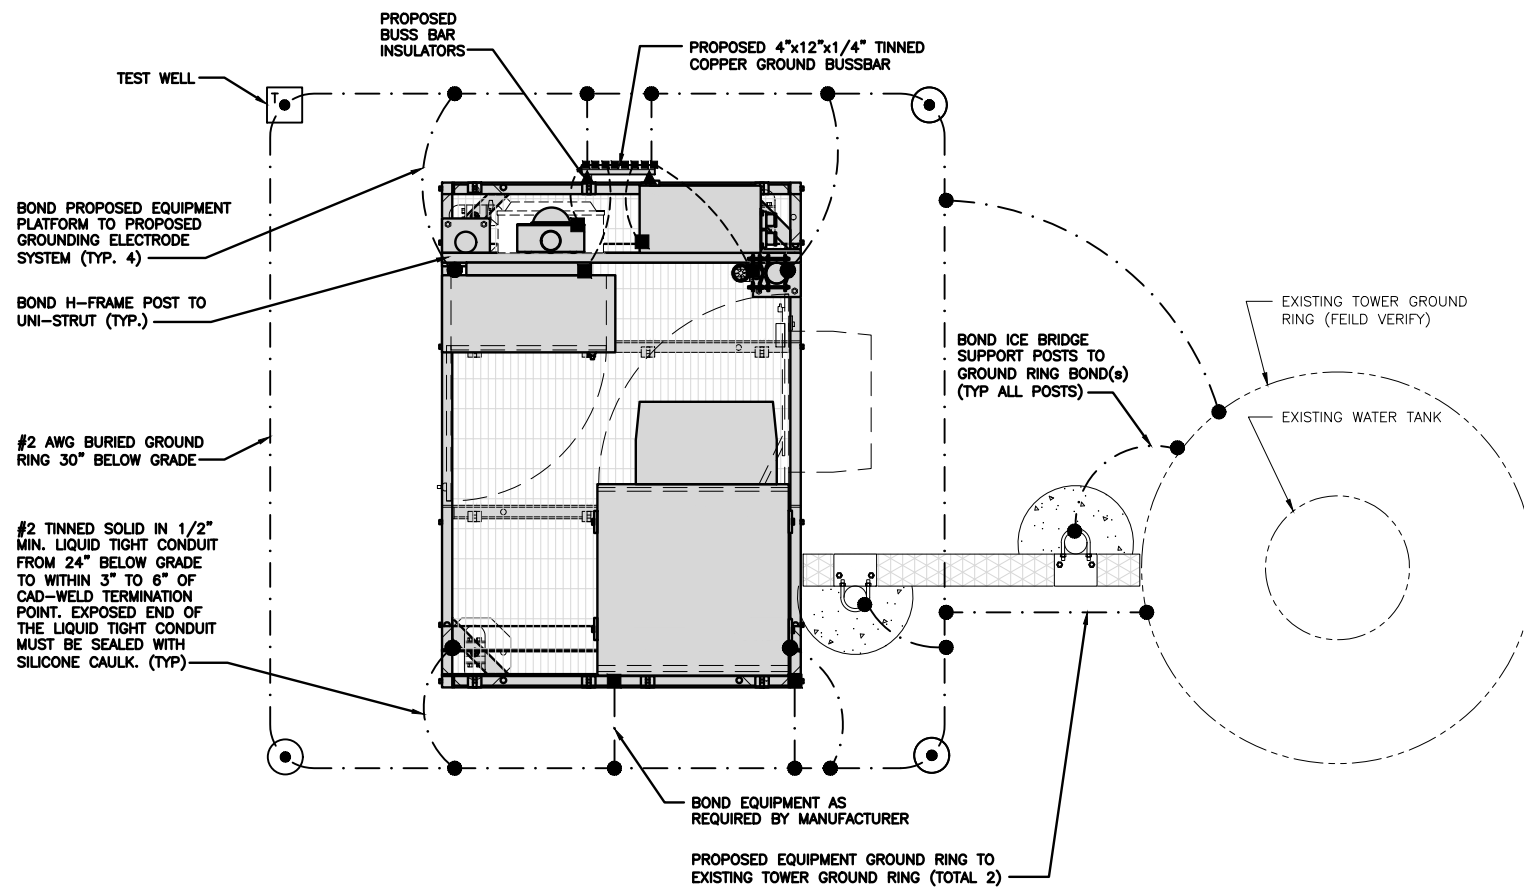 PROPOSED
BUSS BAR
INSULATORS
PROPOSED 4"x12"x1/4" TINNED
COPPER GROUND BUSSBAR
TEST WELL
T
BOND PROPOSED EQUIPMENT
PLATFORM TO PROPOSED
GROUNDING ELECTRODE
SYSTEM (TYP. 4)
BOND H-FRAME POST TO
UNI-STRUT (TYP.)
EXISTING TOWER GROUND
RING (FEILD VERIFY)
BOND ICE BRIDGE
SUPPORT POSTS TO
GROUND RING BOND(s)
(TYP ALL POSTS)
EXISTING WATER TANK
#2 AWG BURIED GROUND
RING 30" BELOW GRADE
#2 TINNED SOLID IN 1/2"
MIN. LIQUID TIGHT CONDUIT
FROM 24" BELOW GRADE
TO WITHIN 3" TO 6" OF
CAD-WELD TERMINATION
POINT. EXPOSED END OF
THE LIQUID TIGHT CONDUIT
MUST BE SEALED WITH
SILICONE CAULK. (TYP)
BOND EQUIPMENT AS
REQUIRED BY MANUFACTURER
PROPOSED EQUIPMENT GROUND RING TO
EXISTING TOWER GROUND RING (TOTAL 2)